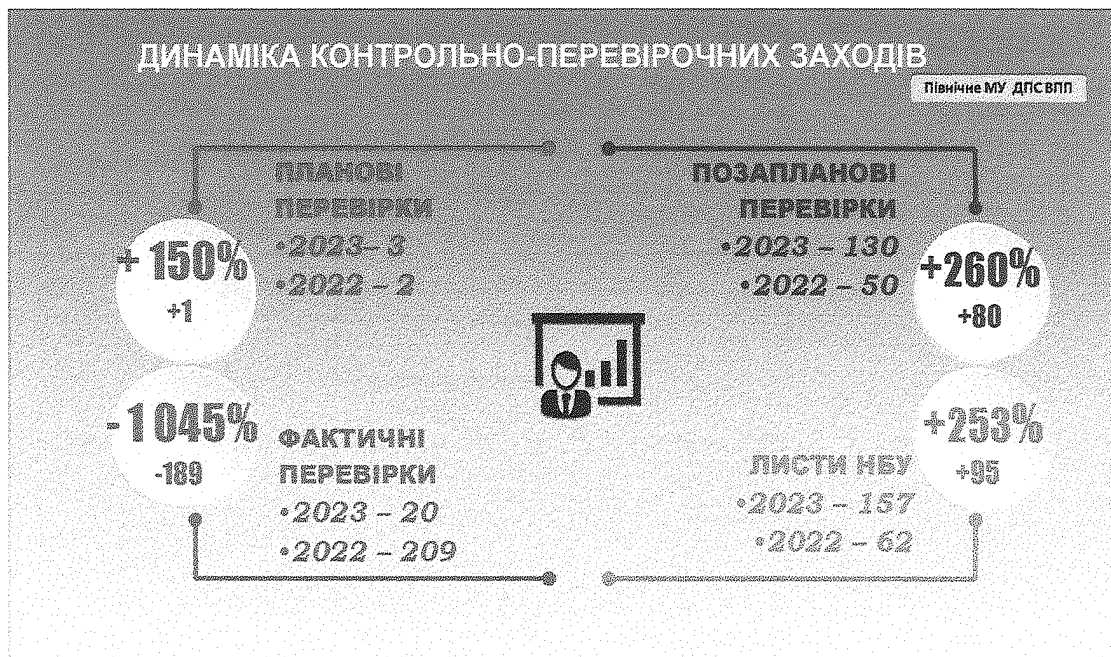 ДИНАМІКА КОНТРОЛЬНО-ПЕРЕВІРОЧНИХ ЗАХОДІВ
Північне МУ ДПС ВПП
ПЛАНОВІ
ПЕРЕВІРКИ
•2023– 3
•2022 – 2
+ 150%
+1
ПОЗАПЛАНОВІ
ПЕРЕВІРКИ
•2023 – 130
•2022 – 50
+260%
+80
- 1 045%
-189
ФАКТИЧНІ
ПЕРЕВІРКИ
•2023 – 20
•2022 – 209
+253%
+95
ЛИСТИ НБУ
•2023 – 157
•2022 – 62